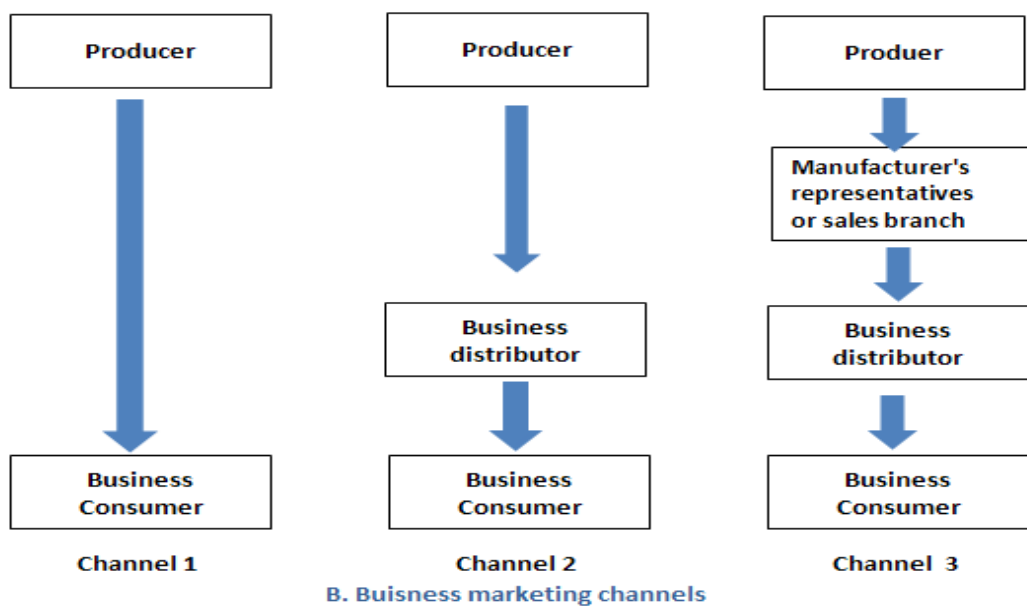 Producer
Producer
Produer
Manufacturer's
representatives
or sales branch
Business
distributor
Business
distributor
Business
Consumer
Business
Consumer
Business
Consumer
Channel 1
Channel 2
Channel 3
B. Buisness marketing channels